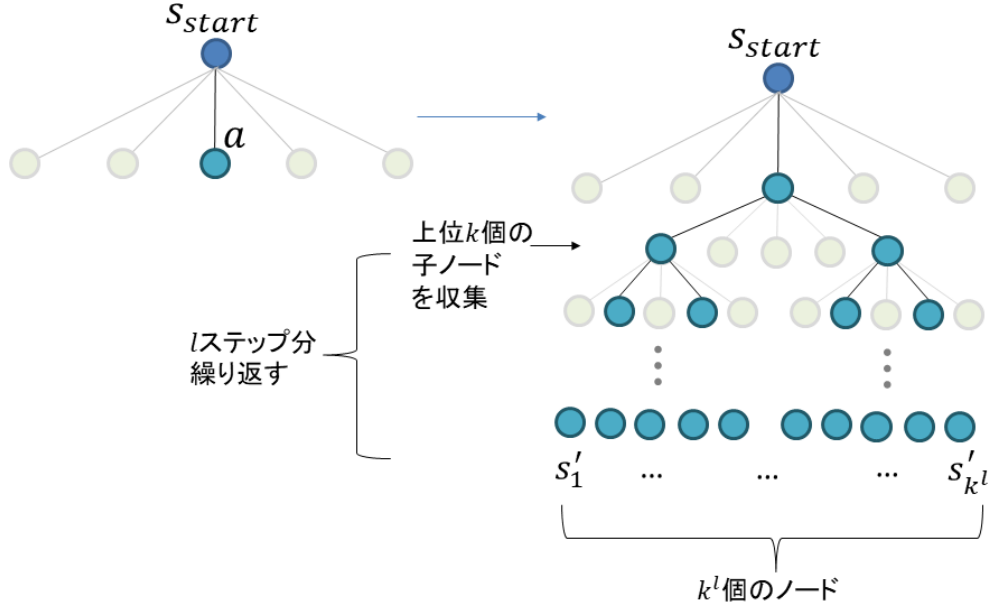 s_start
a
s_start
上位k個の
子ノード
を収集
lステップ分
繰り返す
s′_1 ... ... ... s′_{k^l}
k^l個のノード